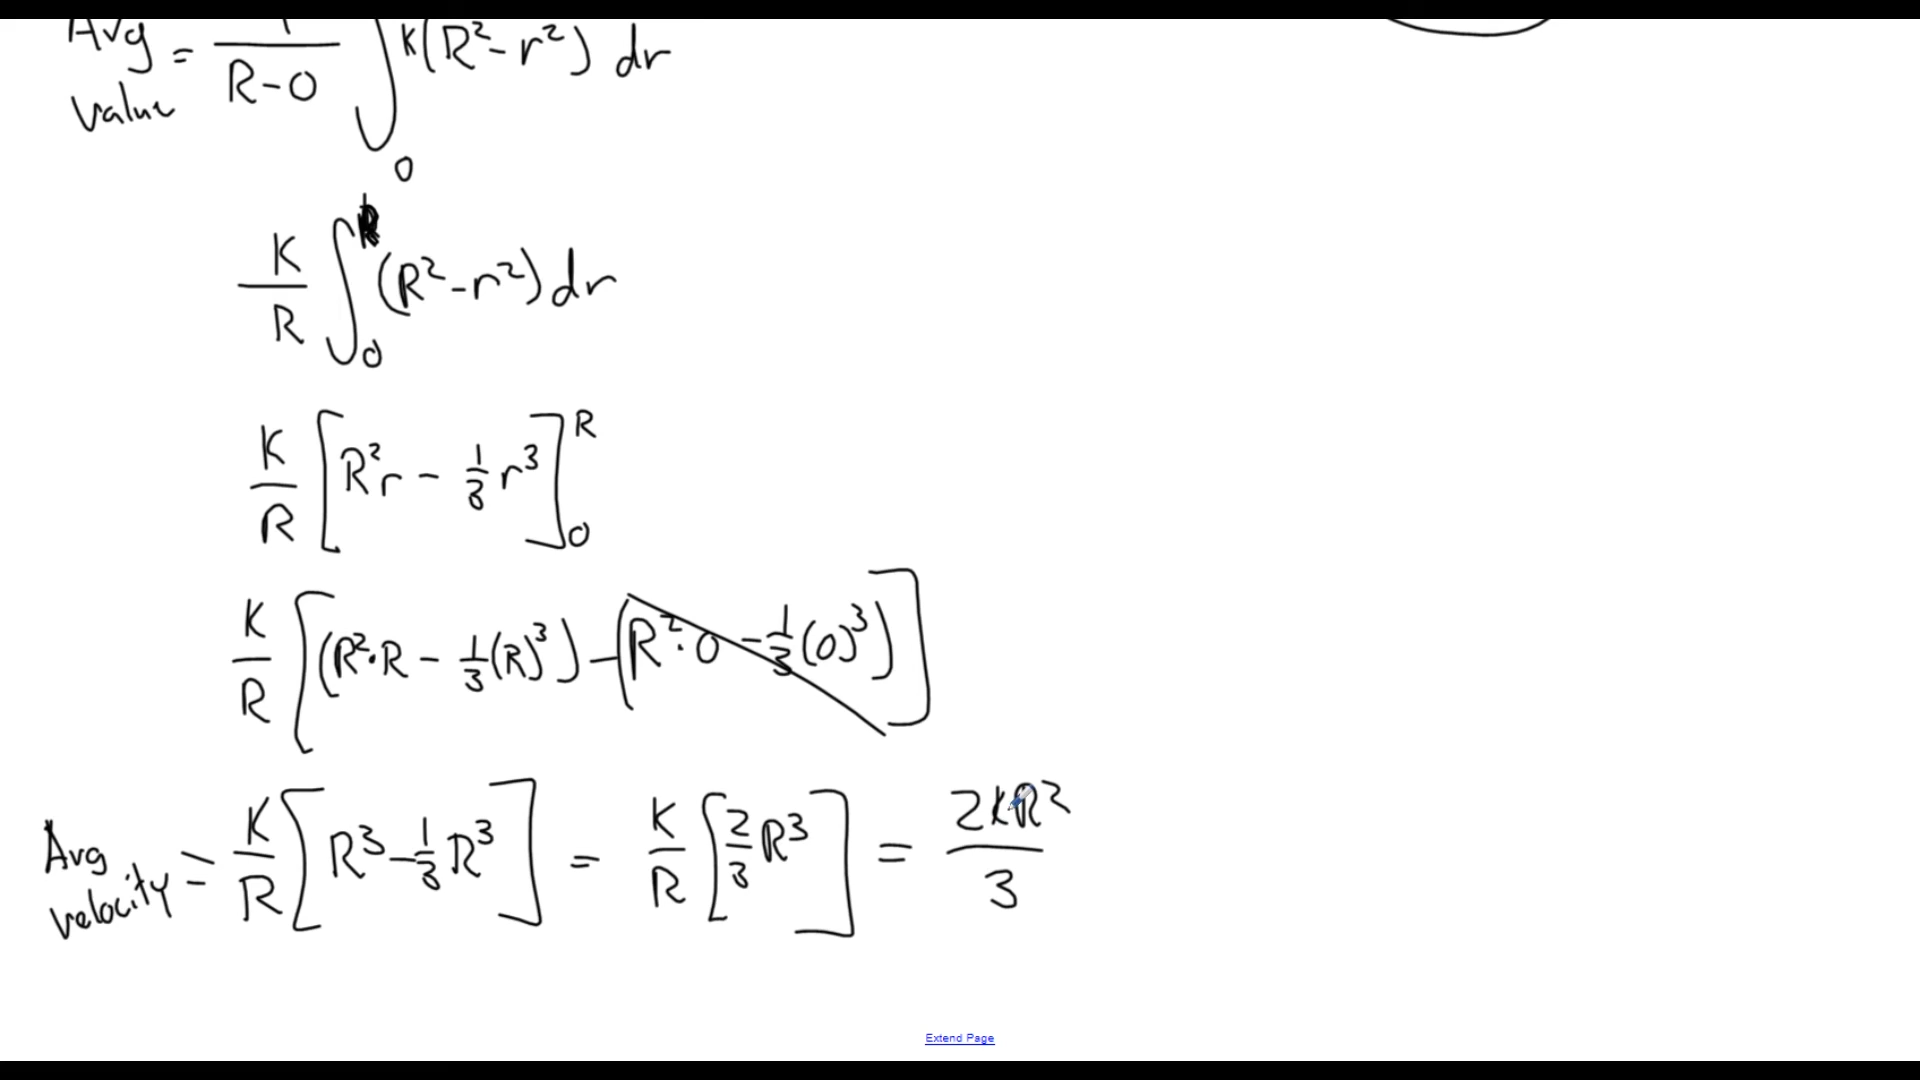 Avg value = 1/(R-0) ∫₀ K(R²-r²) dr
K/R ∫₀ᴿ (R²-r²) dr
K/R [R²r - 1/3 r³]₀ᴿ
K/R [(R²·R - 1/3(R)³) - (R²·0 - 1/3(0)³)]
Avg velocity = K/R [R³ - 1/3 R³] = K/R [2/3 R³] = 2KR²/3
Extend Page